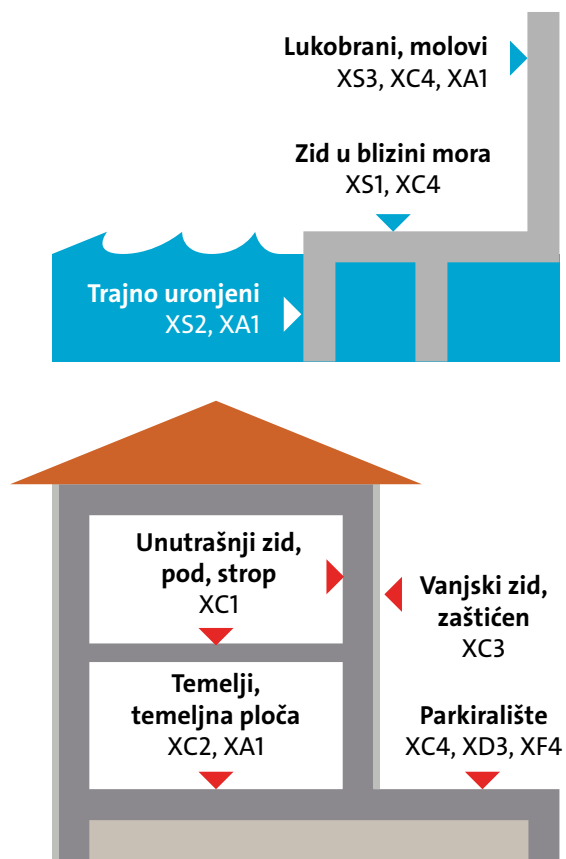 Lukobrani, molovi
XS3, XC4, XA1
Zid u blizini mora
XS1, XC4
Trajno uronjeni
XS2, XA1
Unutrašnji zid,
pod, strop
XC1
Vanjski zid,
zaštićen
XC3
Temelji,
temeljna ploča
XC2, XA1
Parkiralište
XC4, XD3, XF4